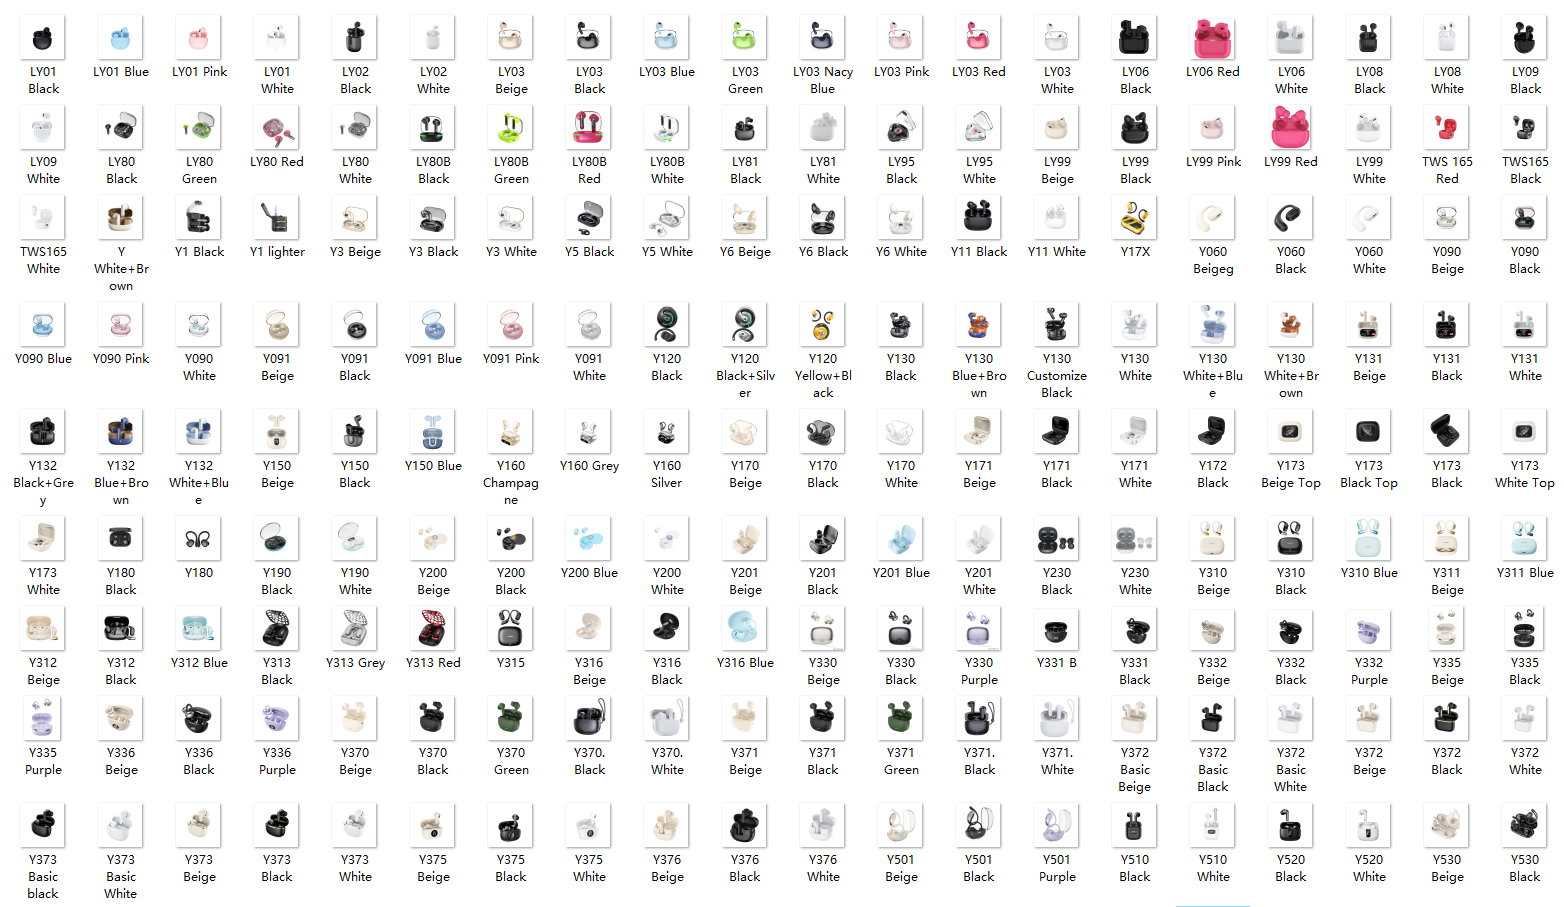 LY01
Black
LY01 Blue
LY01 Pink
LY01
White
LY02
Black
LY02
White
LY03
Beige
LY03
Black
LY03 Blue
LY03
Green
LY03 Nacy
Blue
LY03 Pink
LY03 Red
LY03
White
LY06
Black
LY06 Red
LY06
White
LY08
Black
LY08
White
LY09
Black
LY09
White
LY80
Black
LY80
Green
LY80 Red
LY80
White
LY80B
Black
LY80B
Green
LY80B
Red
LY80B
White
LY81
Black
LY81
White
LY95
Black
LY95
White
LY99
Beige
LY99
Black
LY99 Pink
LY99 Red
LY99
White
TWS 165
Red
TWS165
Black
TWS165
White
Y
White+Br
own
Y1 Black
Y1 lighter
Y3 Beige
Y3 Black
Y3 White
Y5 Black
Y5 White
Y6 Beige
Y6 Black
Y6 White
Y11 Black
Y11 White
Y17X
Y060
Beigeg
Y060
Black
Y060
White
Y090
Beige
Y090
Black
Y090 Blue
Y090 Pink
Y090
White
Y091
Beige
Y091
Black
Y091 Blue
Y091 Pink
Y091
White
Y120
Black
Y120
Black+Silv
er
Y120
Yellow+Bl
ack
Y130
Black
Y130
Blue+Bro
wn
Y130
Customize
Black
Y130
White
Y130
White+Blu
e
Y130
White+Br
own
Y131
Beige
Y131
Black
Y131
White
Y132
Black+Gre
y
Y132
Blue+Bro
wn
Y132
White+Blu
e
Y150
Beige
Y150
Black
Y150 Blue
Y160
Champag
ne
Y160 Grey
Y160
Silver
Y170
Beige
Y170
Black
Y170
White
Y171
Beige
Y171
Black
Y171
White
Y172
Black
Y173
Beige Top
Y173
Black Top
Y173
Black
Y173
White Top
Y173
White
Y180
Black
Y180
Y190
Black
Y190
White
Y200
Beige
Y200
Black
Y200 Blue
Y200
White
Y201
Beige
Y201
Black
Y201 Blue
Y201
White
Y230
Black
Y230
White
Y310
Beige
Y310
Black
Y310 Blue
Y311
Beige
Y311 Blue
Y312
Beige
Y312
Black
Y312 Blue
Y313
Black
Y313 Grey
Y313 Red
Y315
Y316
Beige
Y316
Black
Y316 Blue
Y330
Beige
Y330
Black
Y330
Purple
Y331 B
Y331
Black
Y332
Beige
Y332
Black
Y332
Purple
Y335
Beige
Y335
Black
Y335
Purple
Y336
Beige
Y336
Black
Y336
Purple
Y370
Beige
Y370
Black
Y370
Green
Y370.
Black
Y370.
White
Y371
Beige
Y371
Black
Y371
Green
Y371.
Black
Y371.
White
Y372
Basic
Beige
Y372
Basic
Black
Y372
Basic
White
Y372
Beige
Y372
Black
Y372
White
Y373
Basic
black
Y373
Basic
White
Y373
Beige
Y373
Black
Y373
White
Y375
Beige
Y375
Black
Y375
White
Y376
Beige
Y376
Black
Y376
White
Y501
Beige
Y501
Black
Y501
Purple
Y510
Black
Y510
White
Y520
Black
Y520
White
Y530
Beige
Y530
Black